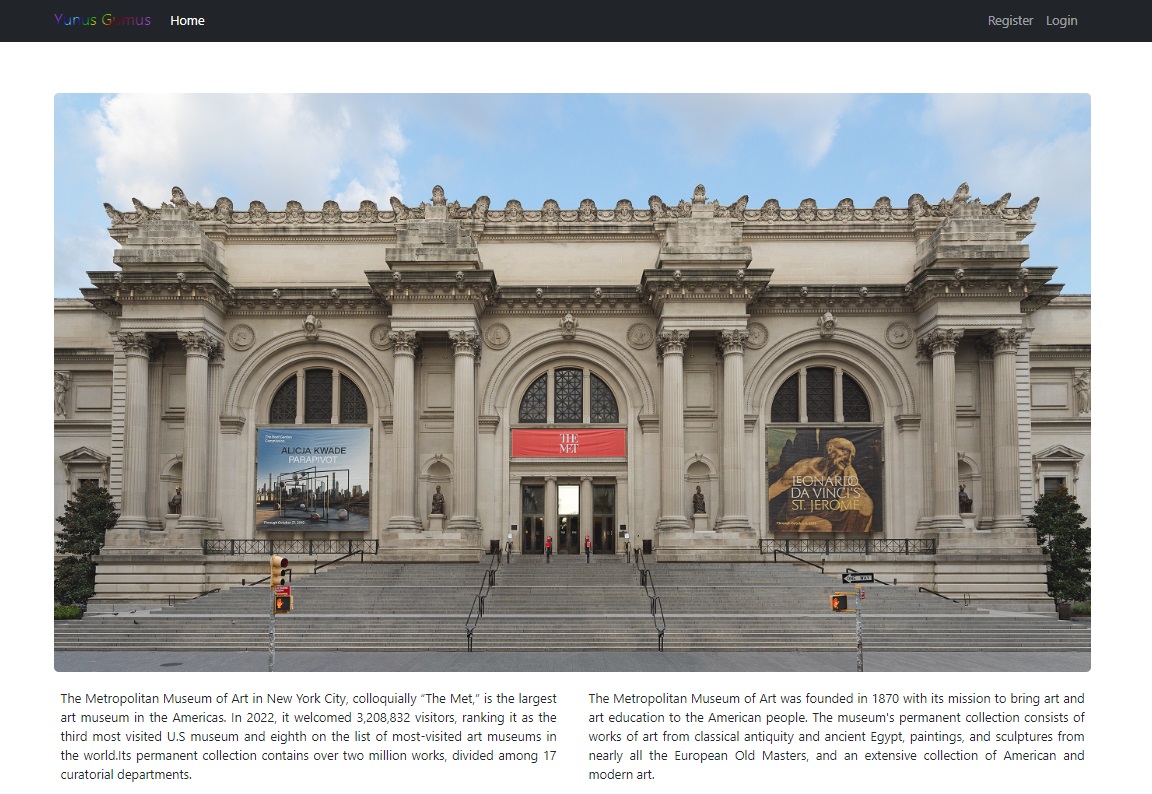 Yunus Gumus Home Register Login
ALICJA KWADE
PARAPIVOT
THE
MET
LEONARDO
DA VINCI'S
ST. JEROME
The Metropolitan Museum of Art in New York City, colloquially “The Met,” is the largest
art museum in the Americas. In 2022, it welcomed 3,208,832 visitors, ranking it as the
third most visited U.S museum and eighth on the list of most-visited art museums in
the world.Its permanent collection contains over two million works, divided among 17
curatorial departments.
The Metropolitan Museum of Art was founded in 1870 with its mission to bring art and
art education to the American people. The museum's permanent collection consists of
works of art from classical antiquity and ancient Egypt, paintings, and sculptures from
nearly all the European Old Masters, and an extensive collection of American and
modern art.